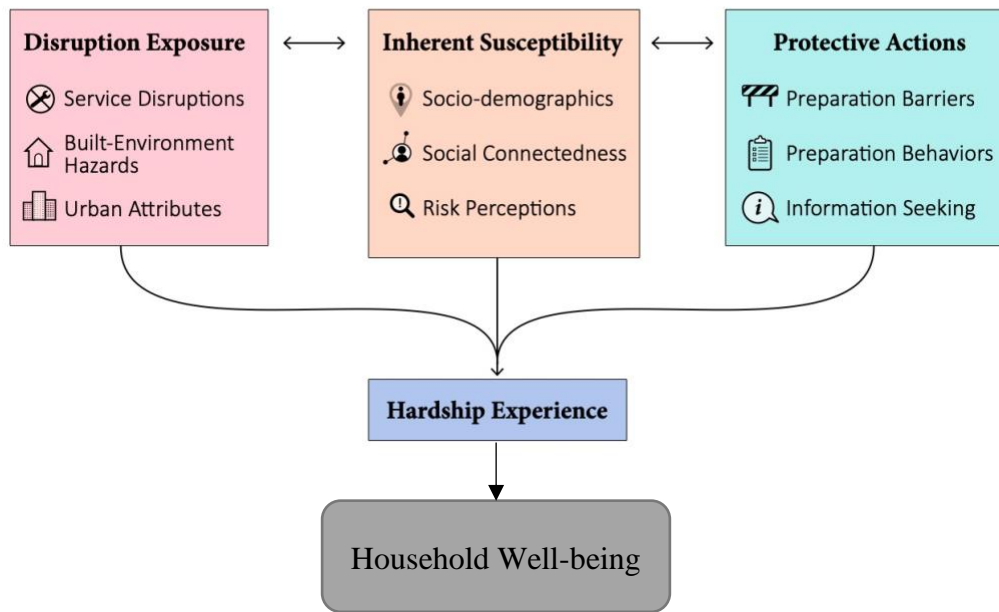 Disruption Exposure
Service Disruptions
Built-Environment
Hazards
Urban Attributes
Inherent Susceptibility
Socio-demographics
Social Connectedness
Risk Perceptions
Protective Actions
Preparation Barriers
Preparation Behaviors
Information Seeking
Hardship Experience
Household Well-being